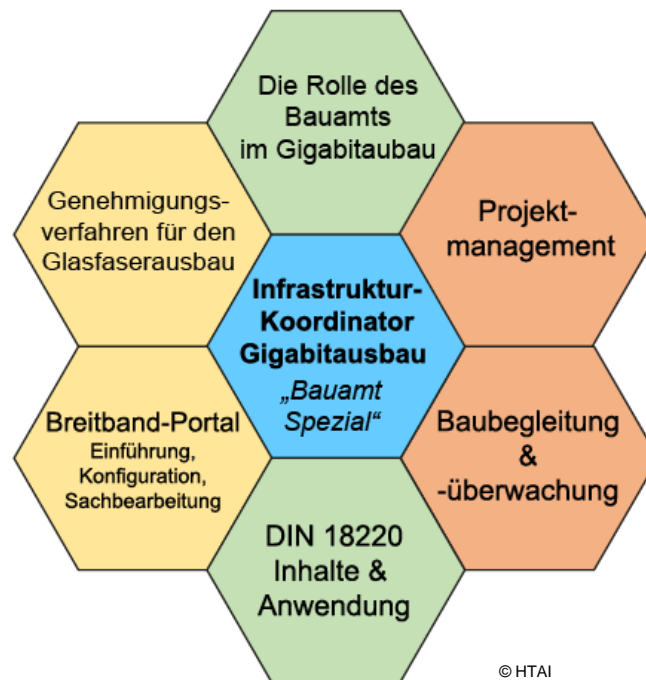 Die Rolle des
Bauamts
im Gigabitaubau
Genehmigungs-
verfahren für den
Glasfaserausbau
Projekt-
management
Infrastruktur-
Koordinator
Gigabitausbau
„Bauamt
Spezial“
Breitband-Portal
Einführung,
Konfiguration,
Sachbearbeitung
Baubegleitung
&
-überwachung
DIN 18220
Inhalte &
Anwendung
© HTAI